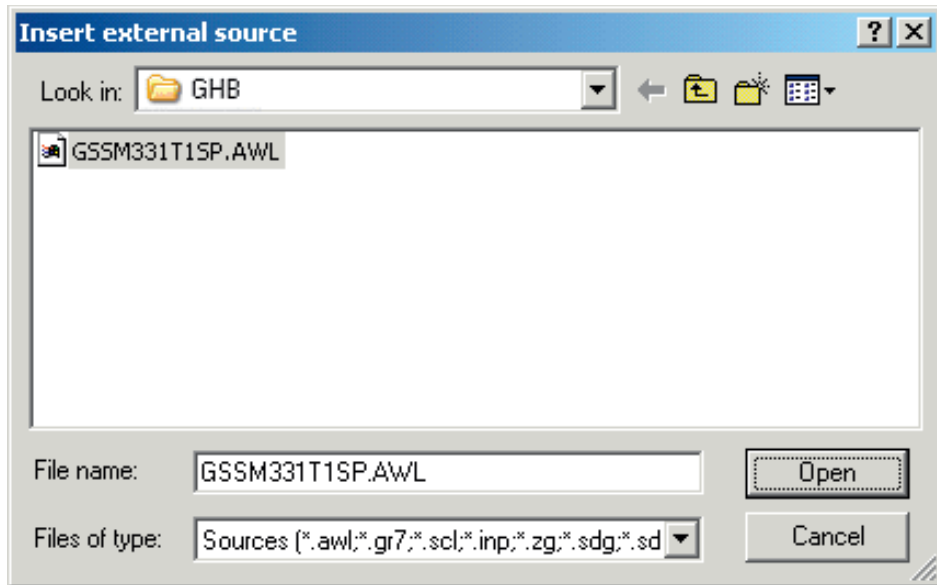 Insert external source
Look in: GHB
GSSM331T1SP.AWL
File name: GSSM331T1SP.AWL Open
Files of type: Sources (*.awl;*.gr7;*.scl;*.inp;*.zg;*.sdg;*.sd Cancel